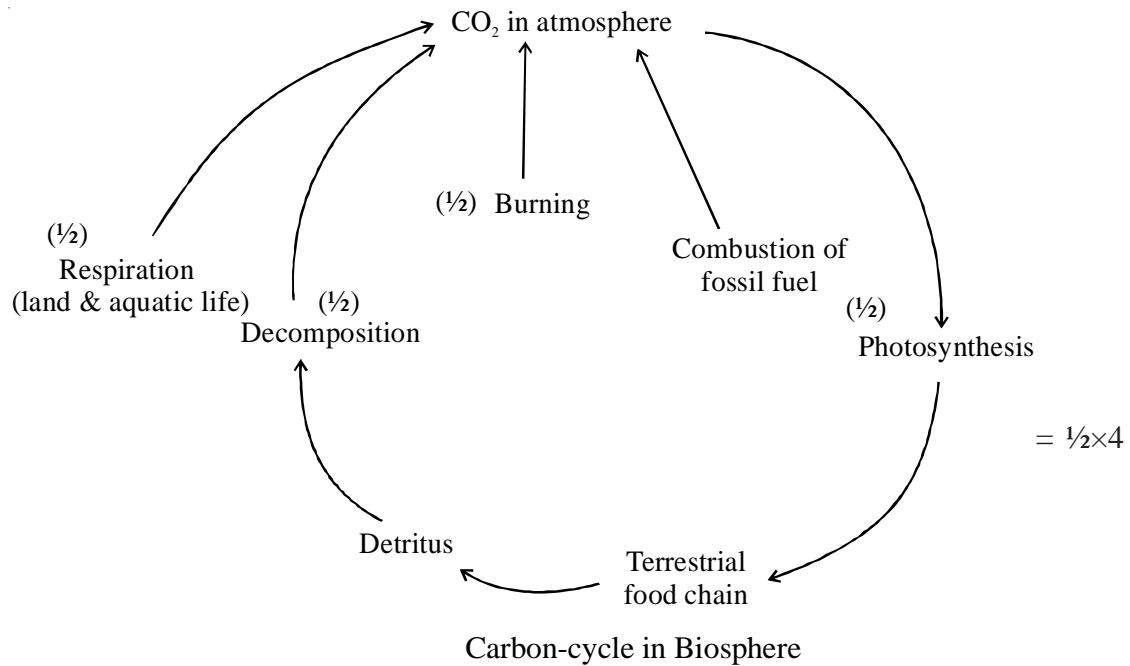 CO₂ in atmosphere
(½) Burning
(½)
Respiration
(land & aquatic life)
Combustion of
fossil fuel
(½)
Decomposition
(½)
Photosynthesis
= ½×4
Detritus
Terrestrial
food chain
Carbon-cycle in Biosphere